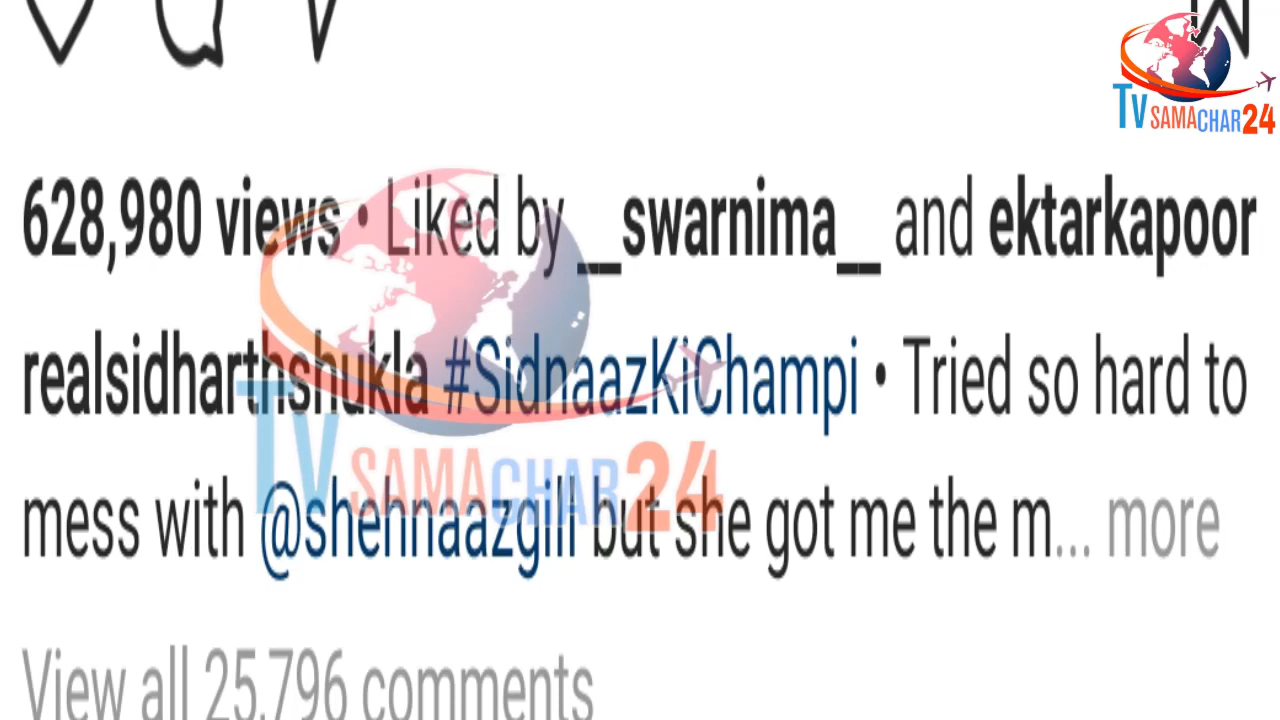 TV SAMACHAR24
628,980 views • Liked by __swarnima__ and ektarkapoor
realsidharthshukla #SidnaazKiChampi • Tried so hard to
mess with @shehnaazgill but she got me the m... more
TV SAMACHAR24
View all 25,796 comments